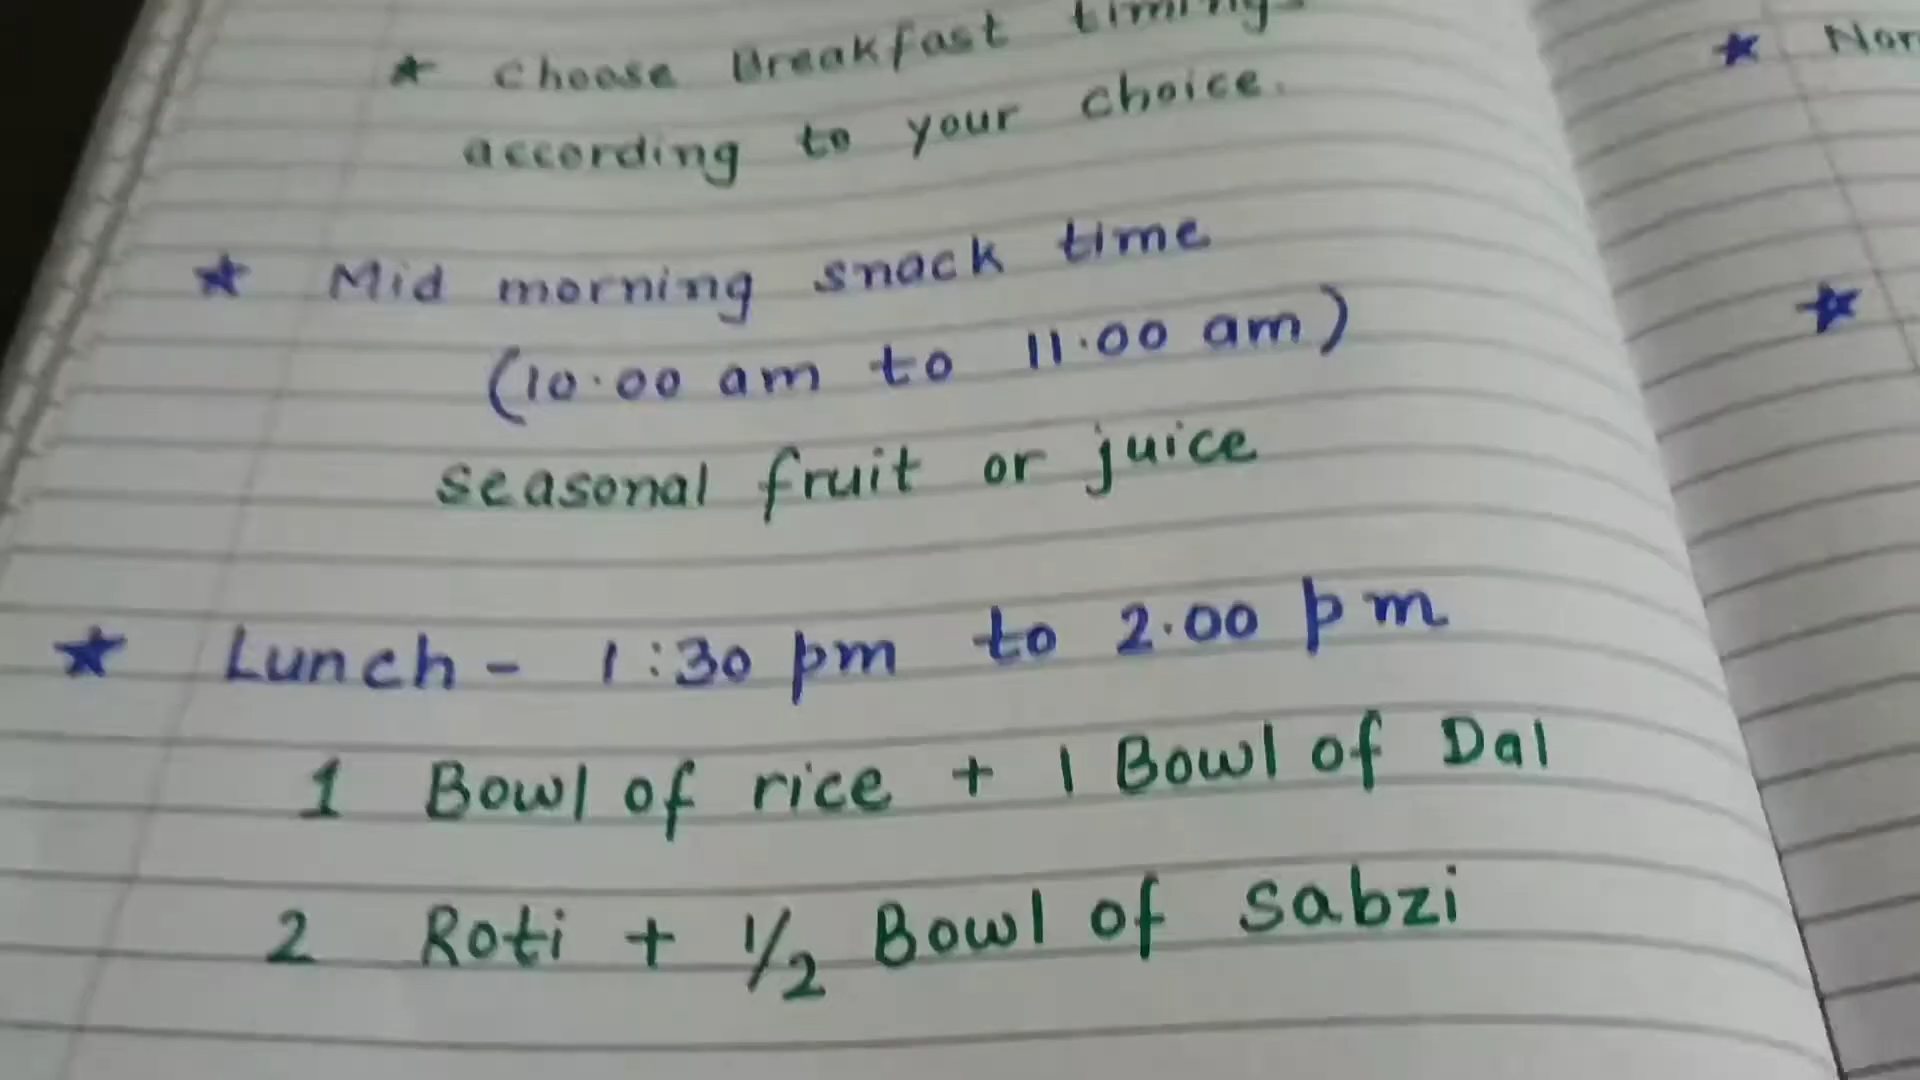 * choose Breakfast timings
according to your choice.
* Mid morning snack time
(10.00 am to 11.00 am)
seasonal fruit or juice
* Lunch - 1:30 pm to 2.00 pm
1 Bowl of rice + 1 Bowl of Dal
2 Roti + 1/2 Bowl of sabzi
*
*